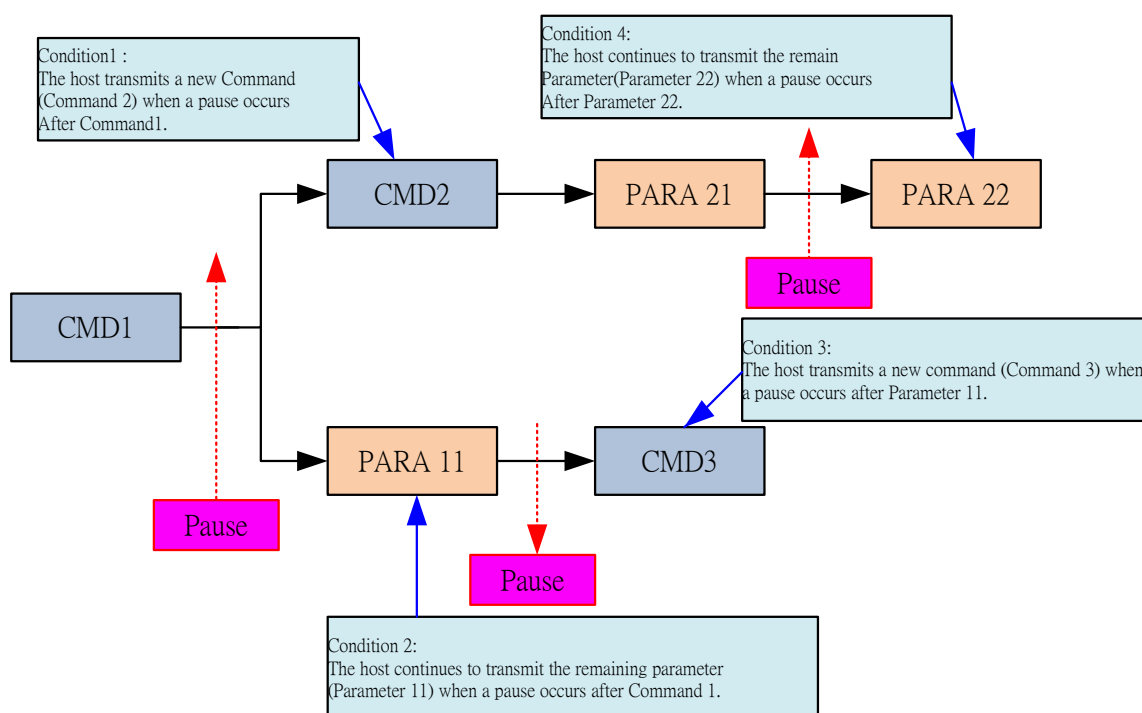 Condition1 :
The host transmits a new Command
(Command 2) when a pause occurs
After Command1.
Condition 4:
The host continues to transmit the remain
Parameter(Parameter 22) when a pause occurs
After Parameter 22.
CMD2
PARA 21
PARA 22
Pause
CMD1
Condition 3:
The host transmits a new command (Command 3) when
a pause occurs after Parameter 11.
PARA 11
CMD3
Pause
Pause
Condition 2:
The host continues to transmit the remaining parameter
(Parameter 11) when a pause occurs after Command 1.